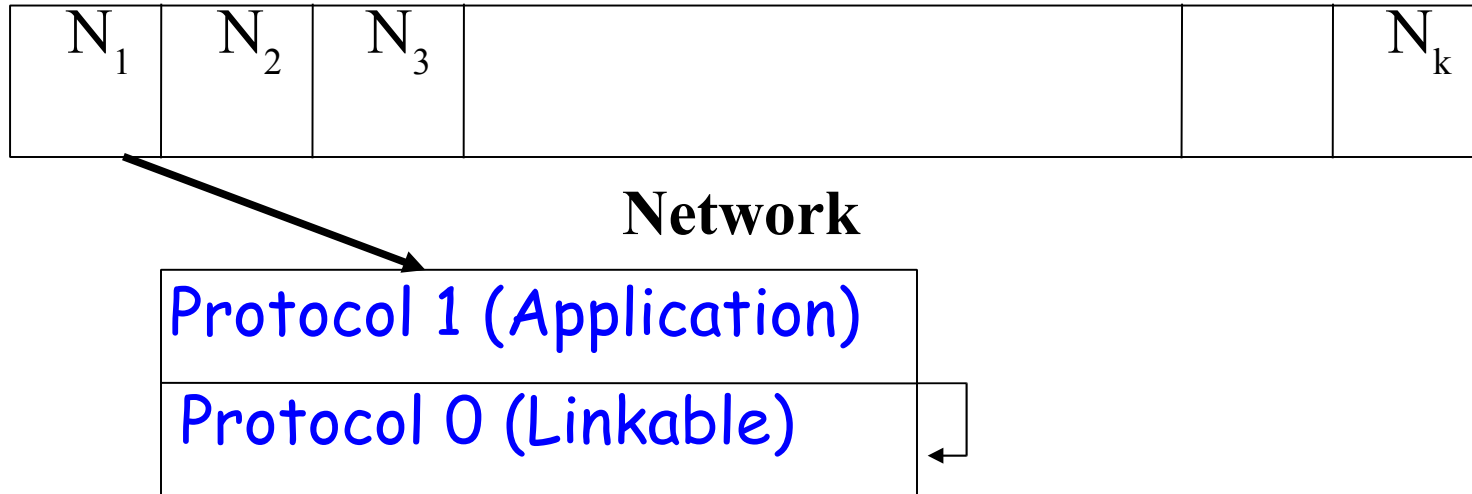 N₁ N₂ N₃ Nₖ
Network
Protocol 1 (Application)
Protocol 0 (Linkable)